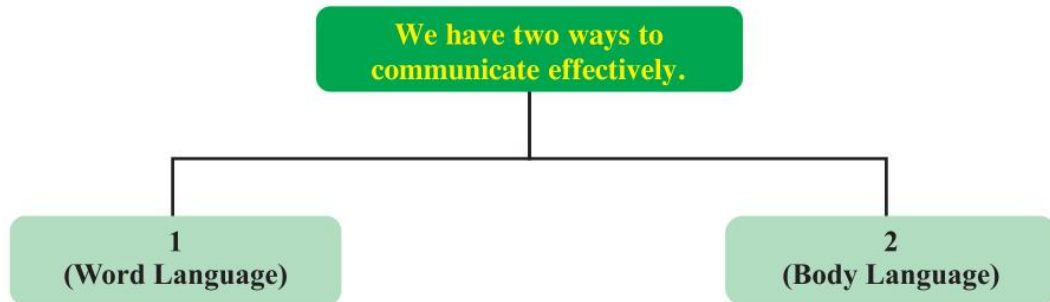 We have two ways to
communicate effectively.
1
(Word Language)
2
(Body Language)